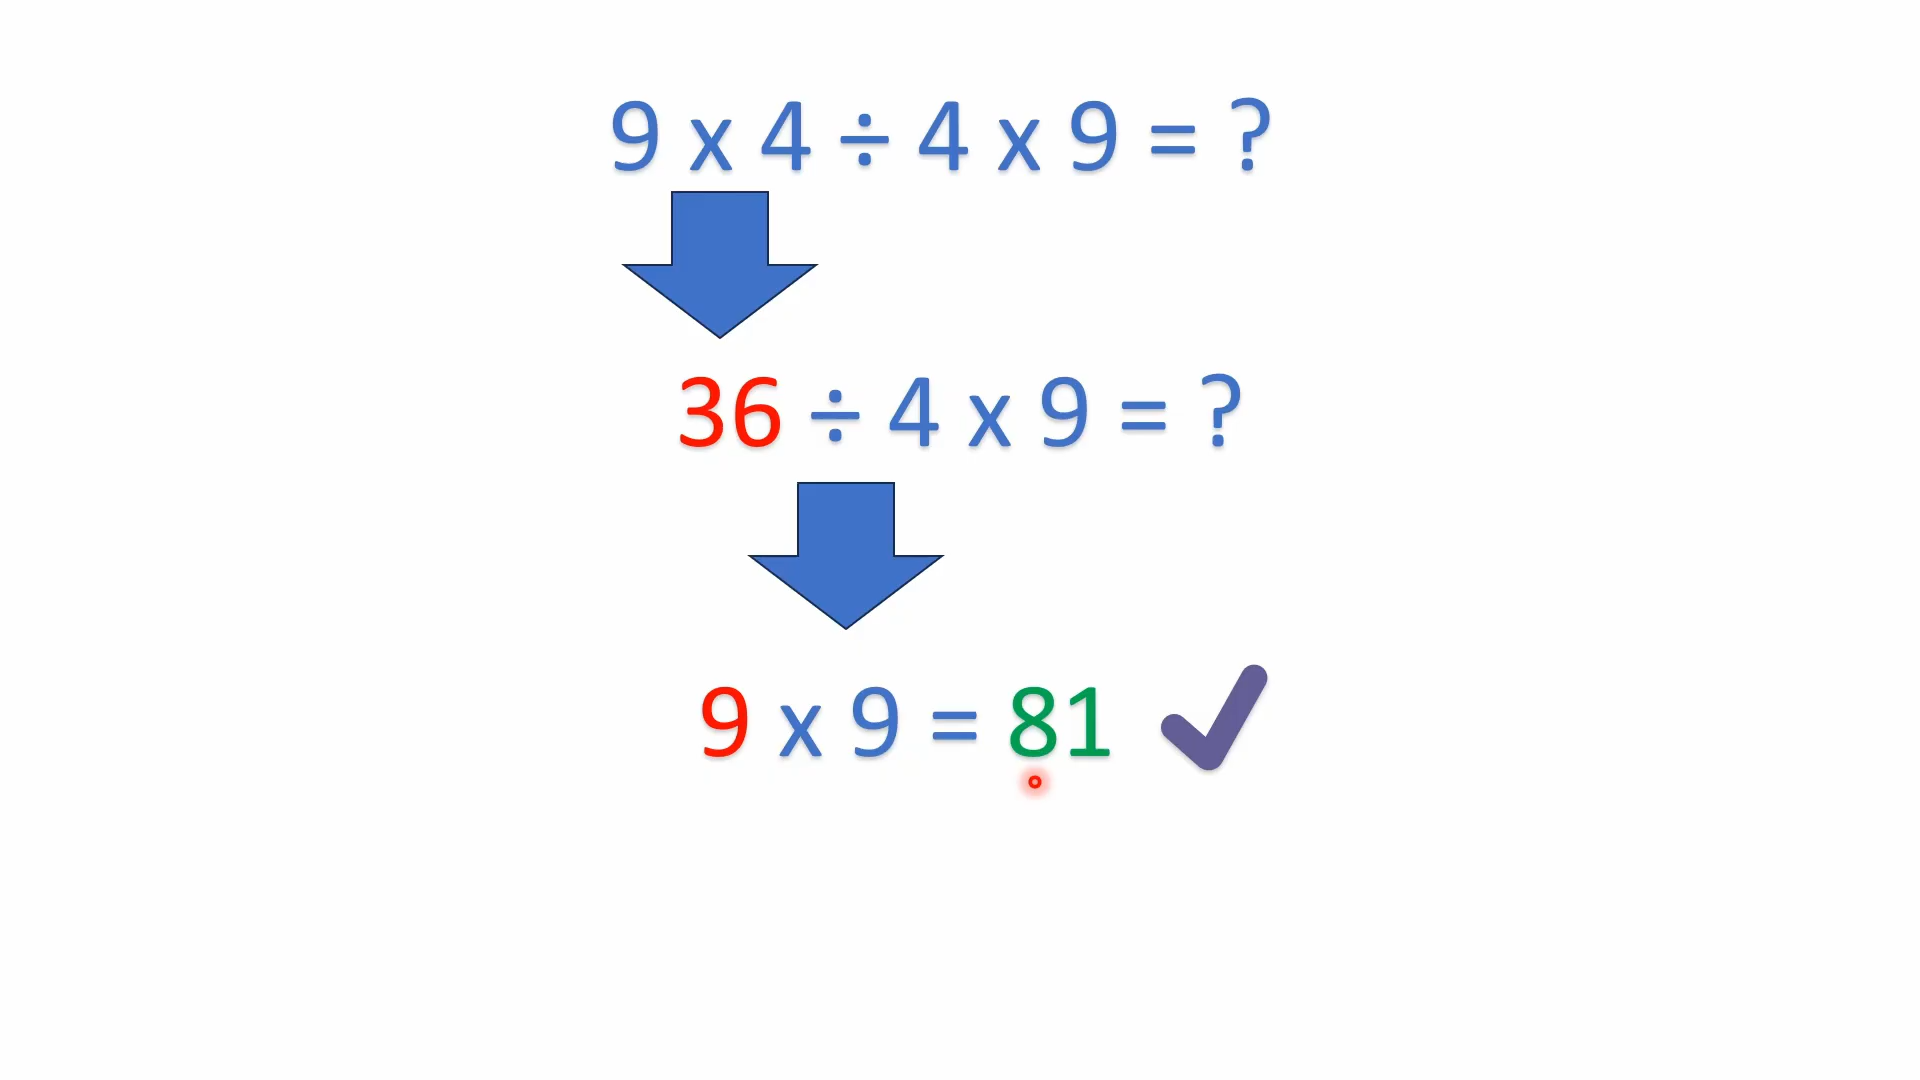 9 x 4 ÷ 4 x 9 = ?
36 ÷ 4 x 9 = ?
9 x 9 = 81